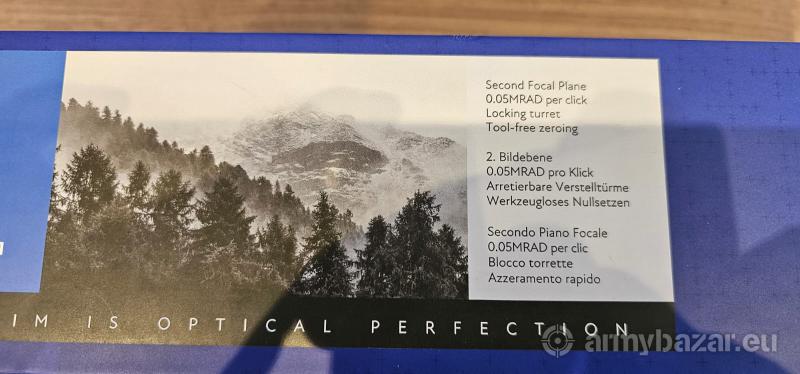 Second Focal Plane
0.05MRAD per click
Locking turret
Tool-free zeroing
2. Bildebene
0.05MRAD pro Klick
Arretierbare Verstelltürme
Werkzeugloses Nullsetzen
Secondo Piano Focale
0.05MRAD per clic
Blocco torrette
Azzeramento rapido
IM IS OPTICAL PERFECTION
armybazar.eu